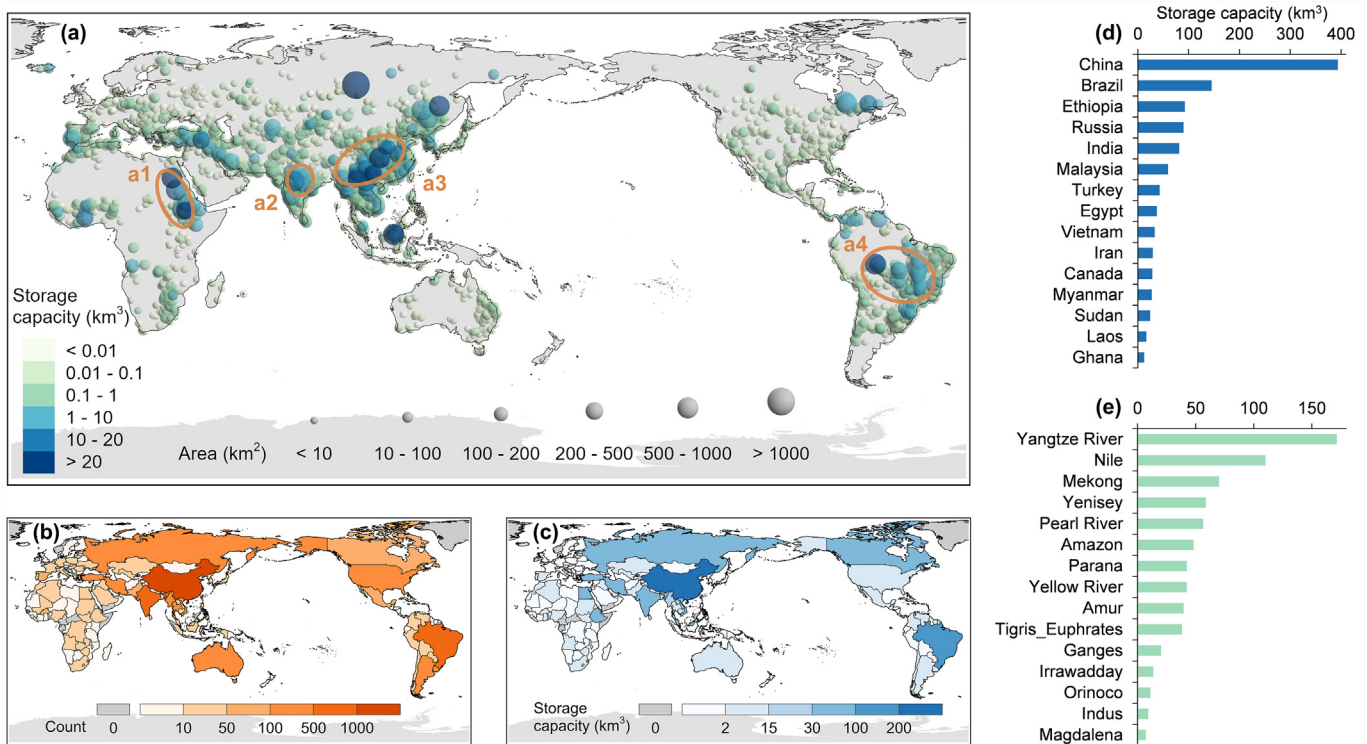 (a)
a1
a2
a3
a4
Storage
capacity (km³)
< 0.01
0.01 - 0.1
0.1 - 1
1 - 10
10 - 20
> 20
Area (km²) < 10 10 - 100 100 - 200 200 - 500 500 - 1000 > 1000
(b)
Count 0 10 50 100 500 1000
(c)
Storage
capacity (km³) 0 2 15 30 100 200
Storage capacity (km³)
(d) 0 100 200 300 400
China
Brazil
Ethiopia
Russia
India
Malaysia
Turkey
Egypt
Vietnam
Iran
Canada
Myanmar
Sudan
Laos
Ghana
(e) 0 50 100 150
Yangtze River
Nile
Mekong
Yenisey
Pearl River
Amazon
Parana
Yellow River
Amur
Tigris_Euphrates
Ganges
Irrawadday
Orinoco
Indus
Magdalena